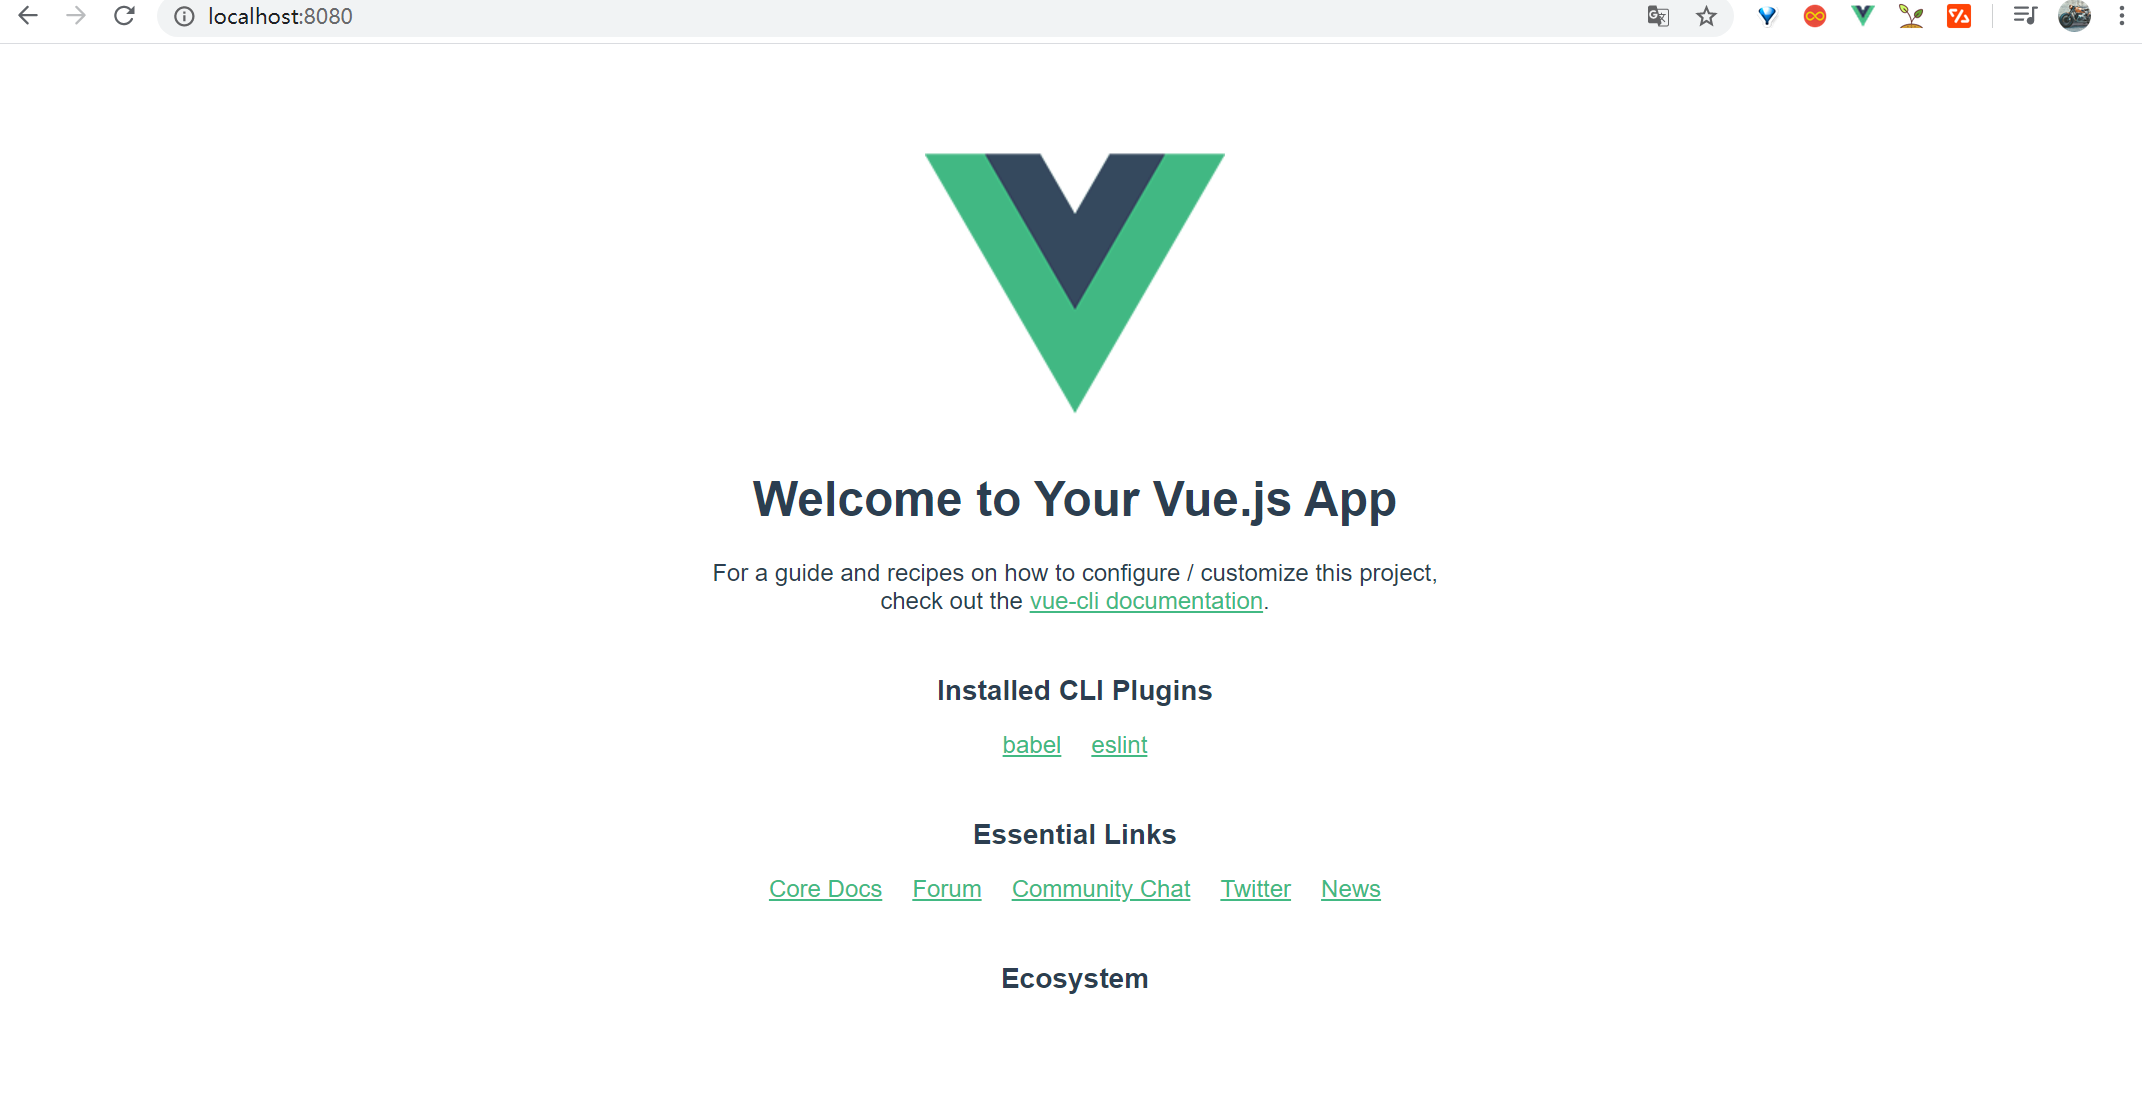 localhost:8080
Welcome to Your Vue.js App
For a guide and recipes on how to configure / customize this project,
check out the vue-cli documentation.
Installed CLI Plugins
babel eslint
Essential Links
Core Docs Forum Community Chat Twitter News
Ecosystem